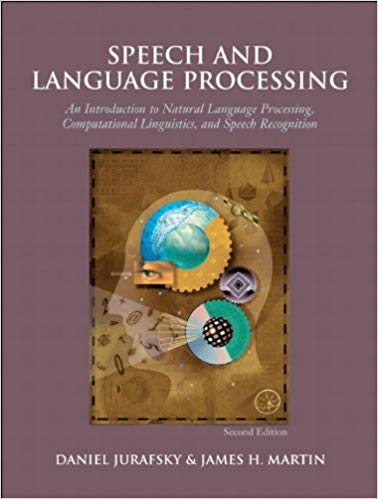 SPEECH AND
LANGUAGE PROCESSING
An Introduction to Natural Language Processing,
Computational Linguistics, and Speech Recognition
Second Edition
DANIEL JURAFSKY & JAMES H. MARTIN